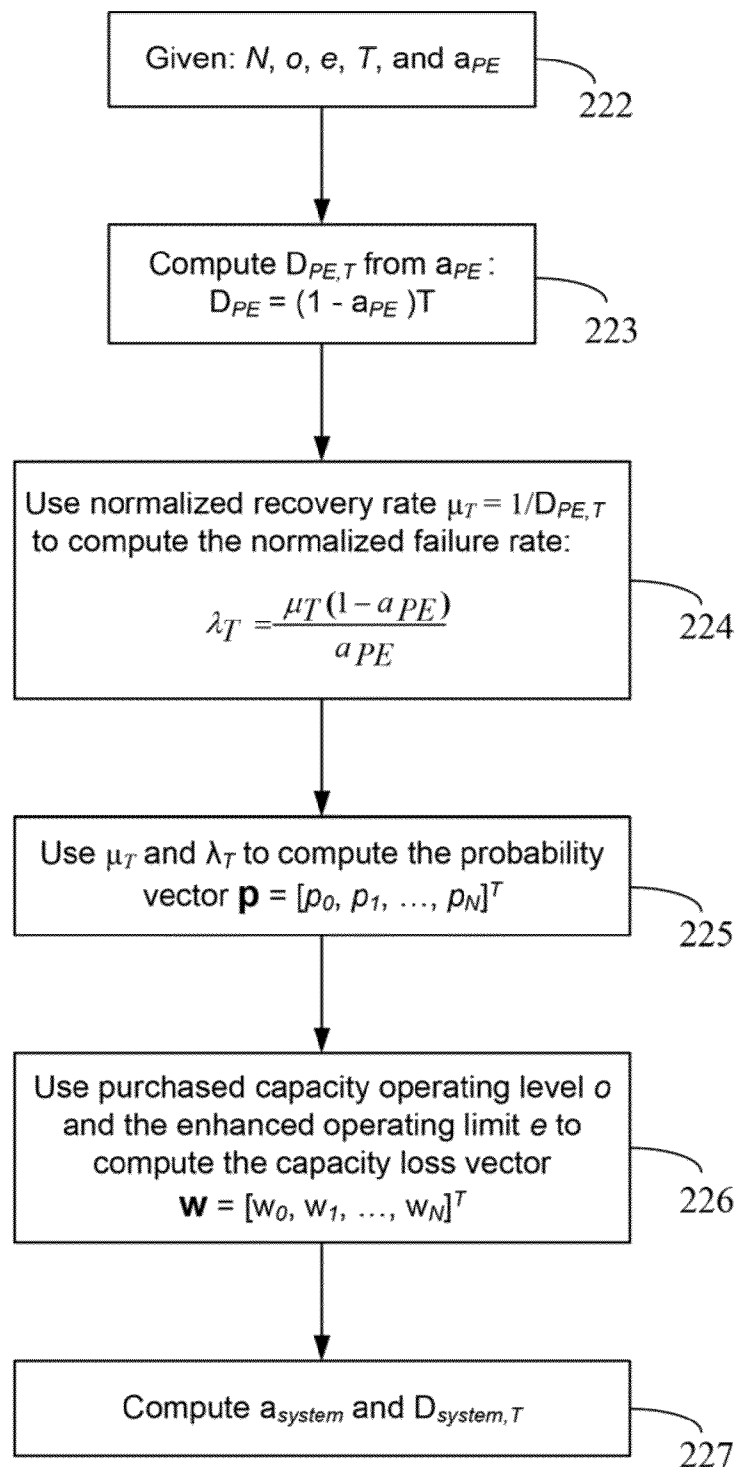 Given: N, o, e, T, and a_PE
222
Compute D_PE,T from a_PE :
D_PE = (1 - a_PE )T
223
Use normalized recovery rate μ_T = 1/D_PE,T
to compute the normalized failure rate:
λ_T = μ_T (1 − a_PE) / a_PE
224
Use μ_T and λ_T to compute the probability
vector p = [p_0, p_1, …, p_N]^T
225
Use purchased capacity operating level o
and the enhanced operating limit e to
compute the capacity loss vector
w = [w_0, w_1, …, w_N]^T
226
Compute a_system and D_system,T
227